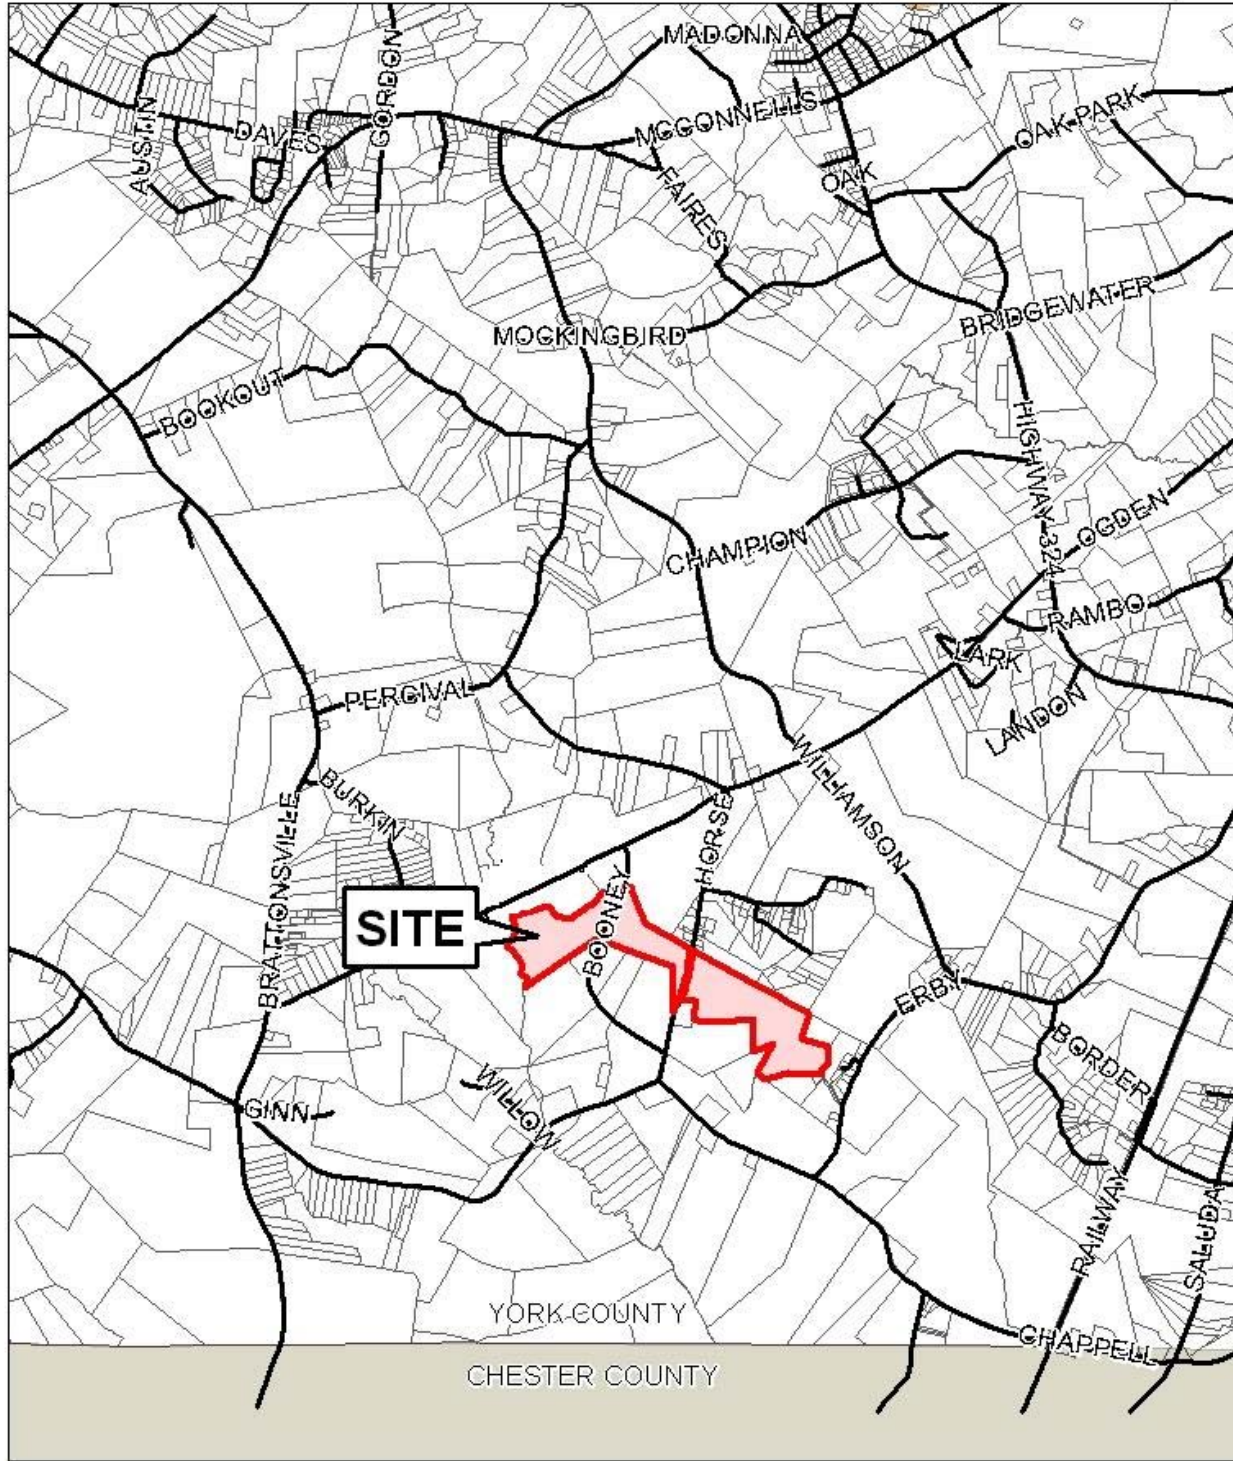 MADONNA
GORDON
AUSTIN
DAVES
MCCONNELLS
OAK PARK
FAIRES
OAK
MOCKINGBIRD
BRIDGEWATER
BOOKOUT
HIGHWAY 324
OGDEN
CHAMPION
RAMBO
LARK
PERCIVAL
LANDON
BURKIN
WILLIAMSON
HORSE
BRATTONSVILLE
BOONEY
SITE
ERBY
BORDER
WILLOW
GINN
RAILWAY
SALUDA
YORK COUNTY
CHAPPELL
CHESTER COUNTY